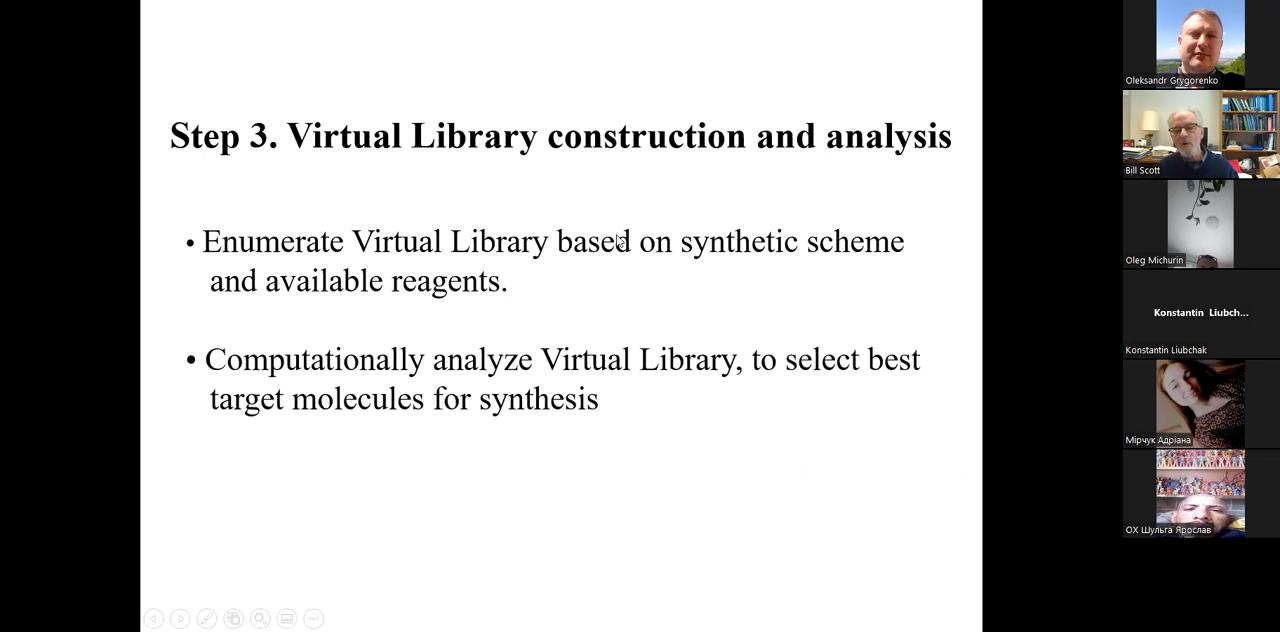 Step 3. Virtual Library construction and analysis
• Enumerate Virtual Library based on synthetic scheme
and available reagents.
• Computationally analyze Virtual Library, to select best
target molecules for synthesis
Oleksandr Grygorenko
Bill Scott
Oleg Michurin
Konstantin Liubch...
Konstantin Liubchak
Мірчук Адріана
ОХ Шульга Ярослав